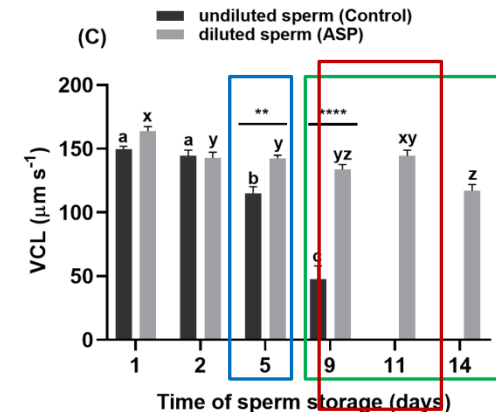 (C)
undiluted sperm (Control)
diluted sperm (ASP)
VCL (μm s⁻¹)
200
150
100
50
0
a
x
a
y
**
b
y
****
c
yz
xy
z
1 2 5 9 11 14
Time of sperm storage (days)